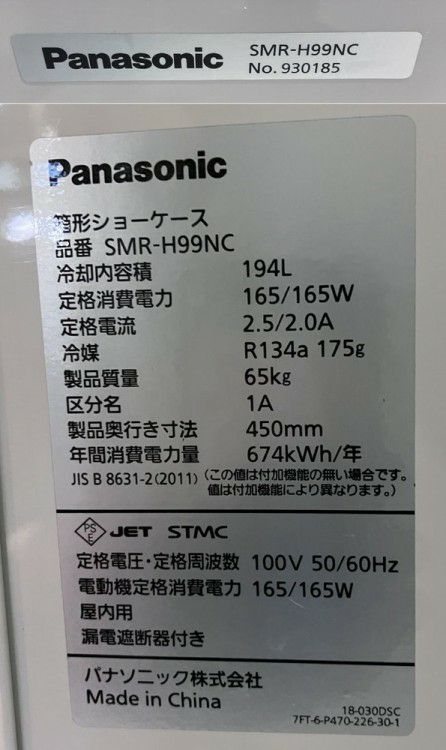 Panasonic SMR-H99NC
No. 930185
Panasonic
箱形ショーケース
品番 SMR-H99NC
冷却内容積 194L
定格消費電力 165/165W
定格電流 2.5/2.0A
冷媒 R134a 175g
製品質量 65kg
区分名 1A
製品奥行き寸法 450mm
年間消費電力量 674kWh/年
JIS B 8631-2(2011) (この値は付加機能の無い場合です。
値は付加機能により異なります。)
PS
E JET STMC
定格電圧・定格周波数 100V 50/60Hz
電動機定格消費電力 165/165W
屋内用
漏電遮断器付き
パナソニック株式会社
Made in China
18-030DSC
7FT-6-P470-226-30-1